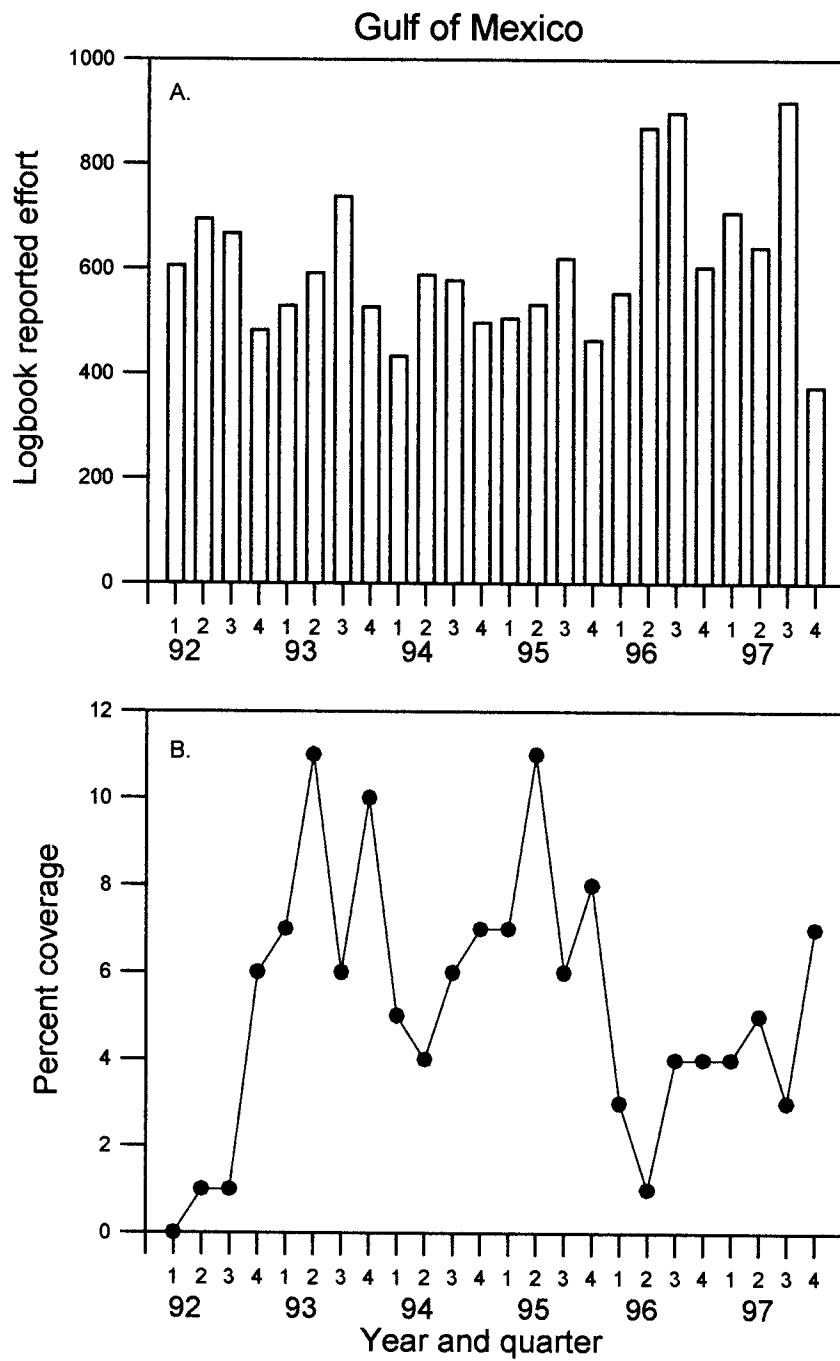 Gulf of Mexico
A.
Logbook reported effort
1000
800
600
400
200
0
1 2 3 4 1 2 3 4 1 2 3 4 1 2 3 4 1 2 3 4 1 2 3 4
92 93 94 95 96 97
B.
Percent coverage
12
10
8
6
4
2
0
1 2 3 4 1 2 3 4 1 2 3 4 1 2 3 4 1 2 3 4 1 2 3 4
92 93 94 95 96 97
Year and quarter